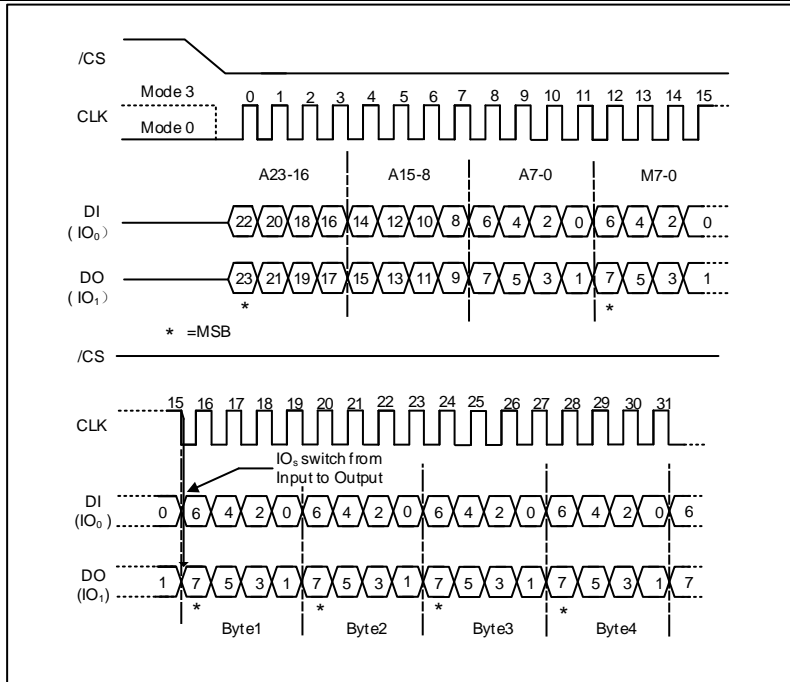 /CS
Mode 3
0 1 2 3 4 5 6 7 8 9 10 11 12 13 14 15
CLK
Mode 0
A23-16 A15-8 A7-0 M7-0
DI
( IO0)
22 20 18 16 14 12 10 8 6 4 2 0 6 4 2 0
DO
( IO1)
23 21 19 17 15 13 11 9 7 5 3 1 7 5 3 1
* *
* =MSB
/CS
15 16 17 18 19 20 21 22 23 24 25 26 27 28 29 30 31
CLK
IOs switch from
Input to Output
DI
(IO0 )
0 6 4 2 0 6 4 2 0 6 4 2 0 6 4 2 0 6
DO
(IO1)
1 7 5 3 1 7 5 3 1 7 5 3 1 7 5 3 1 7
* * * *
Byte1 Byte2 Byte3 Byte4